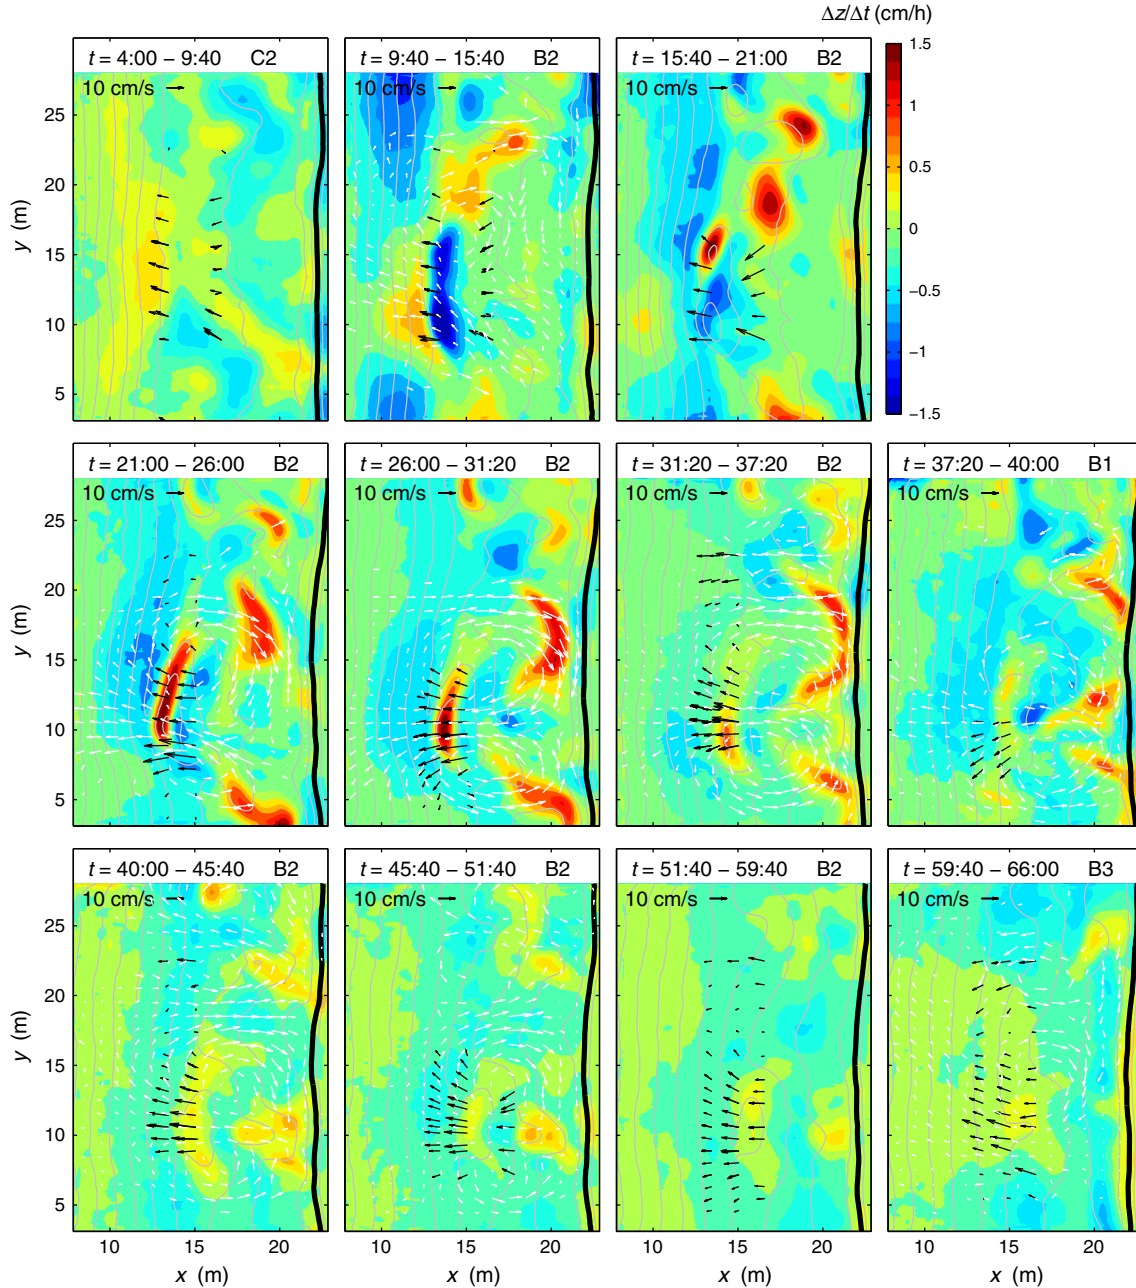 Δz/Δt (cm/h)
t = 4:00 − 9:40 C2
10 cm/s
t = 9:40 − 15:40 B2
10 cm/s
t = 15:40 − 21:00 B2
10 cm/s
1.5
1
0.5
0
−0.5
−1
−1.5
25
20
15
10
5
y (m)
t = 21:00 − 26:00 B2
10 cm/s
t = 26:00 − 31:20 B2
10 cm/s
t = 31:20 − 37:20 B2
10 cm/s
t = 37:20 − 40:00 B1
10 cm/s
25
20
15
10
5
y (m)
t = 40:00 − 45:40 B2
10 cm/s
t = 45:40 − 51:40 B2
10 cm/s
t = 51:40 − 59:40 B2
10 cm/s
t = 59:40 − 66:00 B3
10 cm/s
25
20
15
10
5
y (m)
10 15 20
10 15 20
10 15 20
10 15 20
x (m)
x (m)
x (m)
x (m)